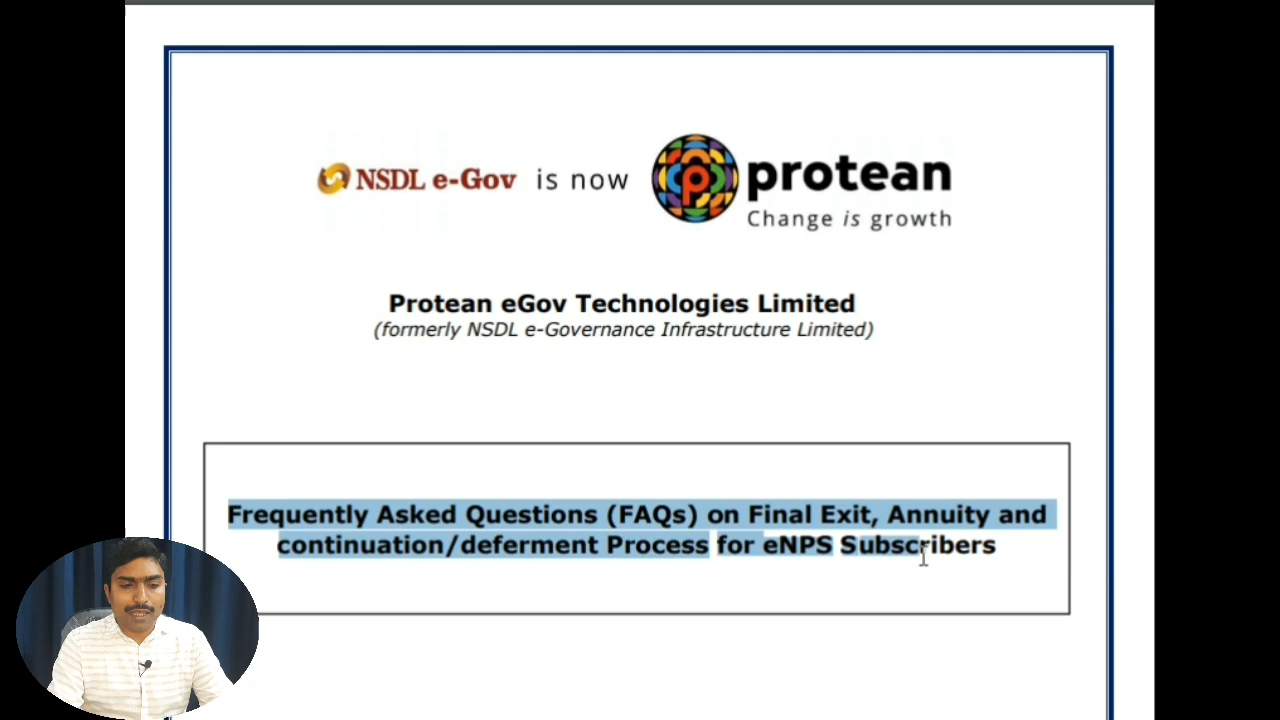 NSDL e-Gov is now protean
Change is growth
Protean eGov Technologies Limited
(formerly NSDL e-Governance Infrastructure Limited)
Frequently Asked Questions (FAQs) on Final Exit, Annuity and
continuation/deferment Process for eNPS Subscribers